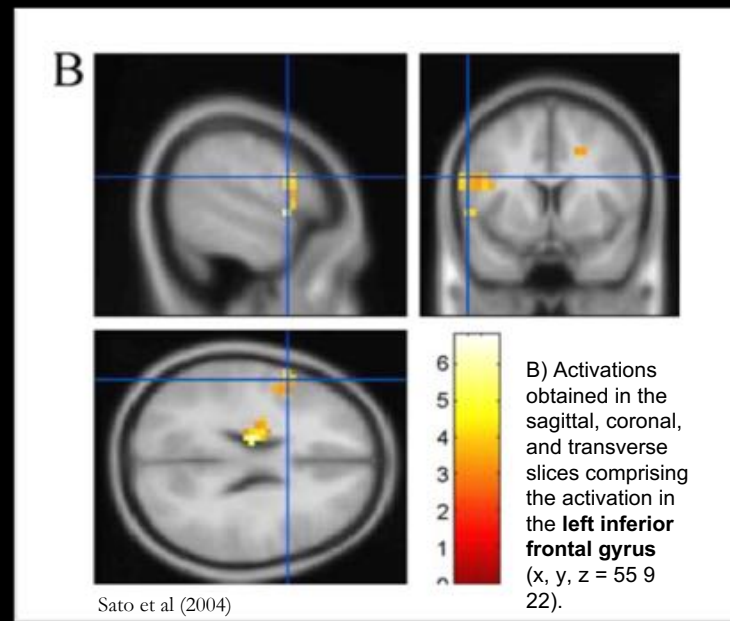 B
6
5
4
3
2
1
0
B) Activations
obtained in the
sagittal, coronal,
and transverse
slices comprising
the activation in
the left inferior
frontal gyrus
(x, y, z = 55 9
22).
Sato et al (2004)